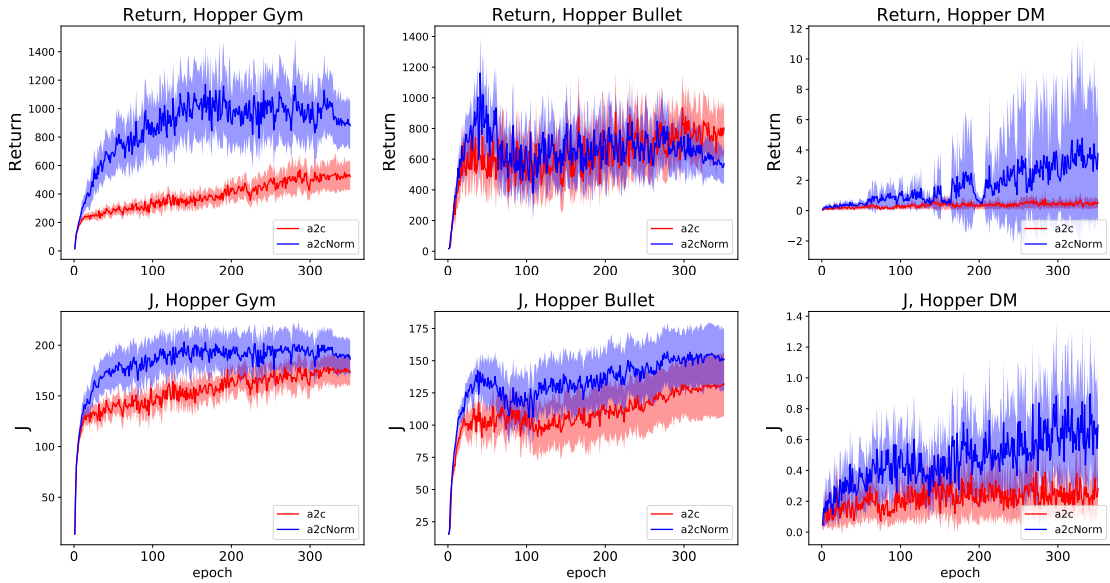 Return, Hopper Gym
1400
1200
1000
800
600
400
200
0
Return
0
100
200
300
a2c
a2cNorm
Return, Hopper Bullet
1400
1200
1000
800
600
400
200
0
Return
0
100
200
300
a2c
a2cNorm
Return, Hopper DM
12
10
8
6
4
2
0
−2
Return
0
100
200
300
a2c
a2cNorm
J, Hopper Gym
200
150
100
50
J
0
100
200
300
epoch
a2c
a2cNorm
J, Hopper Bullet
175
150
125
100
75
50
25
J
0
100
200
300
epoch
a2c
a2cNorm
J, Hopper DM
1.4
1.2
1.0
0.8
0.6
0.4
0.2
0.0
J
0
100
200
300
epoch
a2c
a2cNorm